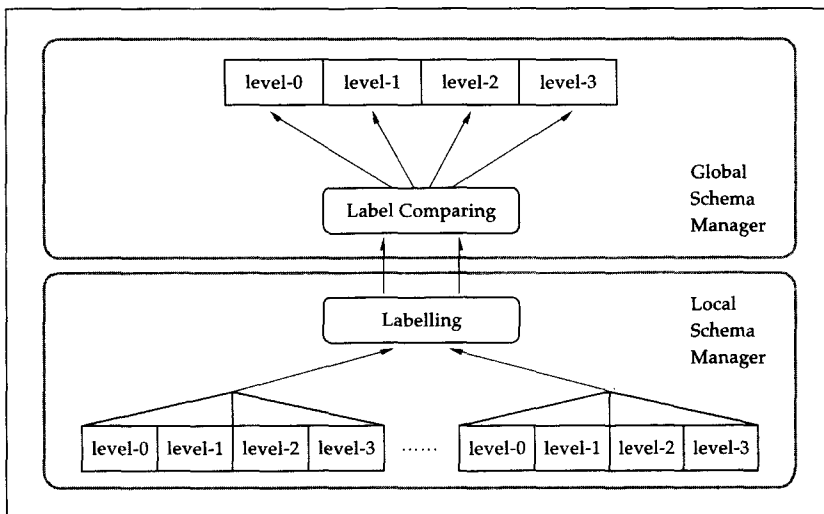 level-0 level-1 level-2 level-3
Label Comparing
Global
Schema
Manager
Labelling
Local
Schema
Manager
level-0 level-1 level-2 level-3 ...... level-0 level-1 level-2 level-3